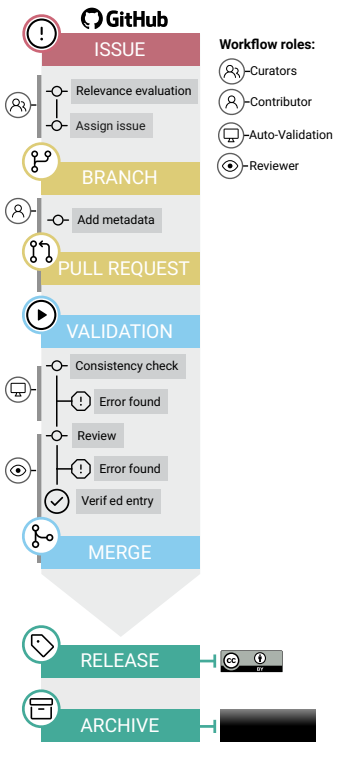 GitHub
ISSUE
Workflow roles:
Curators
Contributor
Auto-Validation
Reviewer
Relevance evaluation
Assign issue
BRANCH
Add metadata
PULL REQUEST
VALIDATION
Consistency check
Error found
Review
Error found
Verif ed entry
MERGE
RELEASE
cc
BY
ARCHIVE